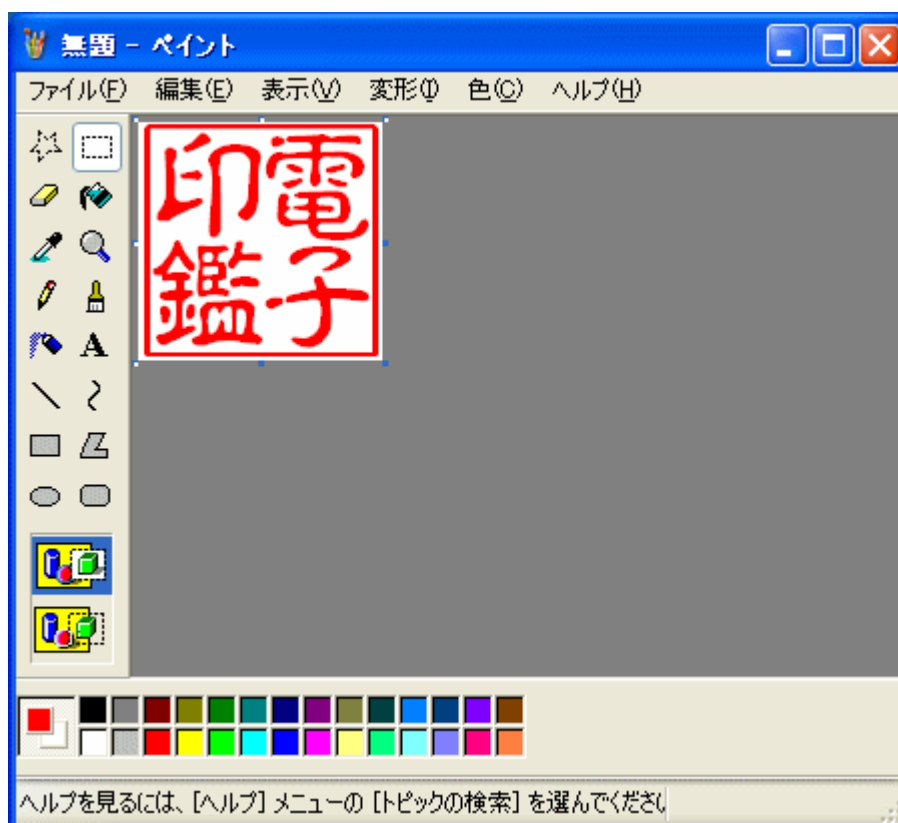 無題 - ペイント
ファイル(F) 編集(E) 表示(V) 変形(I) 色(C) ヘルプ(H)
電子
印鑑
A
ヘルプを見るには、[ヘルプ] メニューの [トピックの検索] を選んでくださ